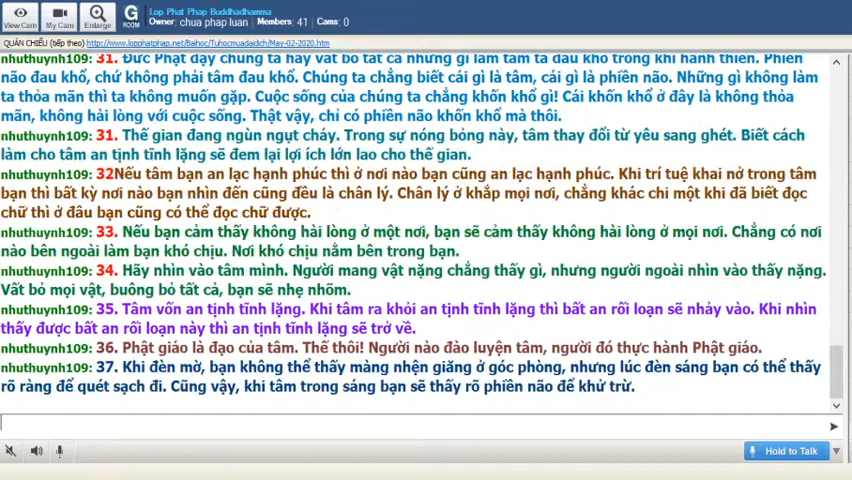 Lop Phat Phap Buddhadhamma
Owner: chua phap luan Members: 41 Cams: 0
View Cam My Cam Enlarge G ROOM
QUÁN CHIẾU (tiếp theo) http://www.lopphatphap.net/Baihoc/Tuhocmuadaidich/May-02-2020.htm
nhuthuynh109: 31. Đức Phật dạy chúng ta hãy vất bỏ tất cả những gì làm tâm ta đau khổ trong khi hành thiền. Phiền
não đau khổ, chứ không phải tâm đau khổ. Chúng ta chẳng biết cái gì là tâm, cái gì là phiền não. Những gì không làm
ta thỏa mãn thì ta không muốn gặp. Cuộc sống của chúng ta chẳng khốn khổ gì! Cái khốn khổ ở đây là không thỏa
mãn, không hài lòng với cuộc sống. Thật vậy, chỉ có phiền não khốn khổ mà thôi.
nhuthuynh109: 31. Thế gian đang ngùn ngụt cháy. Trong sự nóng bỏng này, tâm thay đổi từ yêu sang ghét. Biết cách
làm cho tâm an tịnh tĩnh lặng sẽ đem lại lợi ích lớn lao cho thế gian.
nhuthuynh109: 32Nếu tâm bạn an lạc hạnh phúc thì ở nơi nào bạn cũng an lạc hạnh phúc. Khi trí tuệ khai nở trong tâm
bạn thì bất kỳ nơi nào bạn nhìn đến cũng đều là chân lý. Chân lý ở khắp mọi nơi, chẳng khác chi một khi đã biết đọc
chữ thì ở đâu bạn cũng có thể đọc chữ được.
nhuthuynh109: 33. Nếu bạn cảm thấy không hài lòng ở một nơi, bạn sẽ cảm thấy không hài lòng ở mọi nơi. Chẳng có nơi
nào bên ngoài làm bạn khó chịu. Nơi khó chịu nằm bên trong bạn.
nhuthuynh109: 34. Hãy nhìn vào tâm mình. Người mang vật nặng chẳng thấy gì, nhưng người ngoài nhìn vào thấy nặng.
Vất bỏ mọi vật, buông bỏ tất cả, bạn sẽ nhẹ nhõm.
nhuthuynh109: 35. Tâm vốn an tịnh tĩnh lặng. Khi tâm ra khỏi an tịnh tĩnh lặng thì bất an rối loạn sẽ nhảy vào. Khi nhìn
thấy được bất an rối loạn này thì an tịnh tĩnh lặng sẽ trở về.
nhuthuynh109: 36. Phật giáo là đạo của tâm. Thế thôi! Người nào đào luyện tâm, người đó thực hành Phật giáo.
nhuthuynh109: 37. Khi đèn mờ, bạn không thể thấy màng nhện giăng ở góc phòng, nhưng lúc đèn sáng bạn có thể thấy
rõ ràng để quét sạch đi. Cũng vậy, khi tâm trong sáng bạn sẽ thấy rõ phiền não để khử trừ.
Hold to Talk